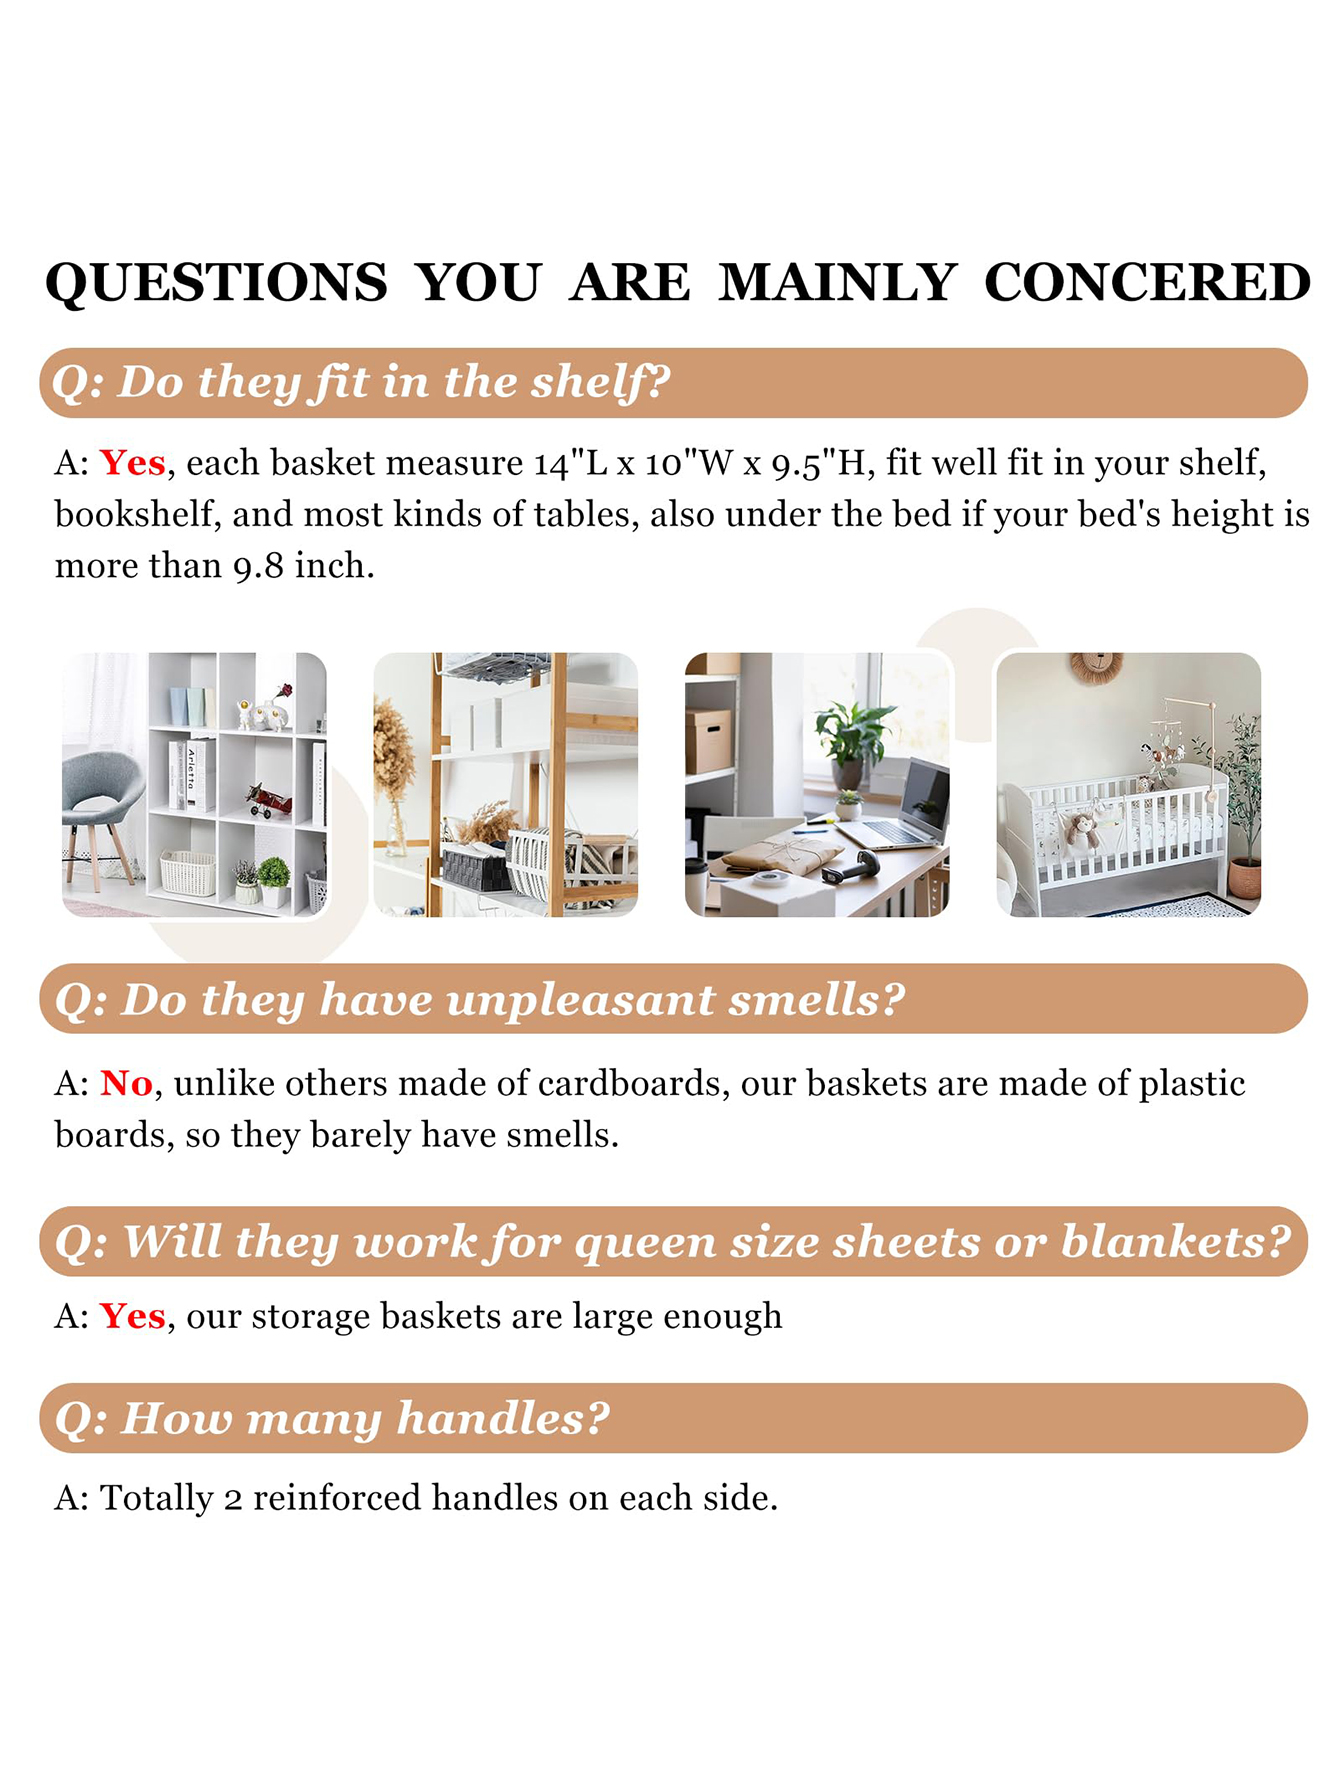 QUESTIONS YOU ARE MAINLY CONCERED
Q: Do they fit in the shelf?
A: Yes, each basket measure 14"L x 10"W x 9.5"H, fit well fit in your shelf,
bookshelf, and most kinds of tables, also under the bed if your bed's height is
more than 9.8 inch.
Arletta
Q: Do they have unpleasant smells?
A: No, unlike others made of cardboards, our baskets are made of plastic
boards, so they barely have smells.
Q: Will they work for queen size sheets or blankets?
A: Yes, our storage baskets are large enough
Q: How many handles?
A: Totally 2 reinforced handles on each side.